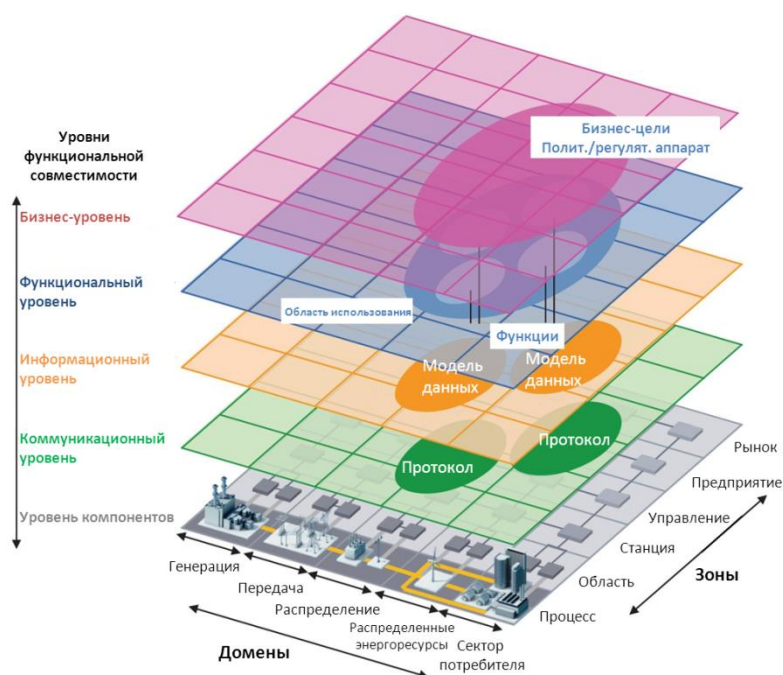 Уровни
функциональной
совместимости
Бизнес-уровень
Функциональный
уровень
Информационный
уровень
Коммуникационный
уровень
Уровень компонентов
Бизнес-цели
Полит./регулят. аппарат
Область использования
Функции
Модель
данных
Модель
данных
Протокол
Протокол
Рынок
Предприятие
Управление
Станция
Область
Процесс
Зоны
Генерация
Передача
Распределение
Распределенные
энергоресурсы
Сектор
потребителя
Домены